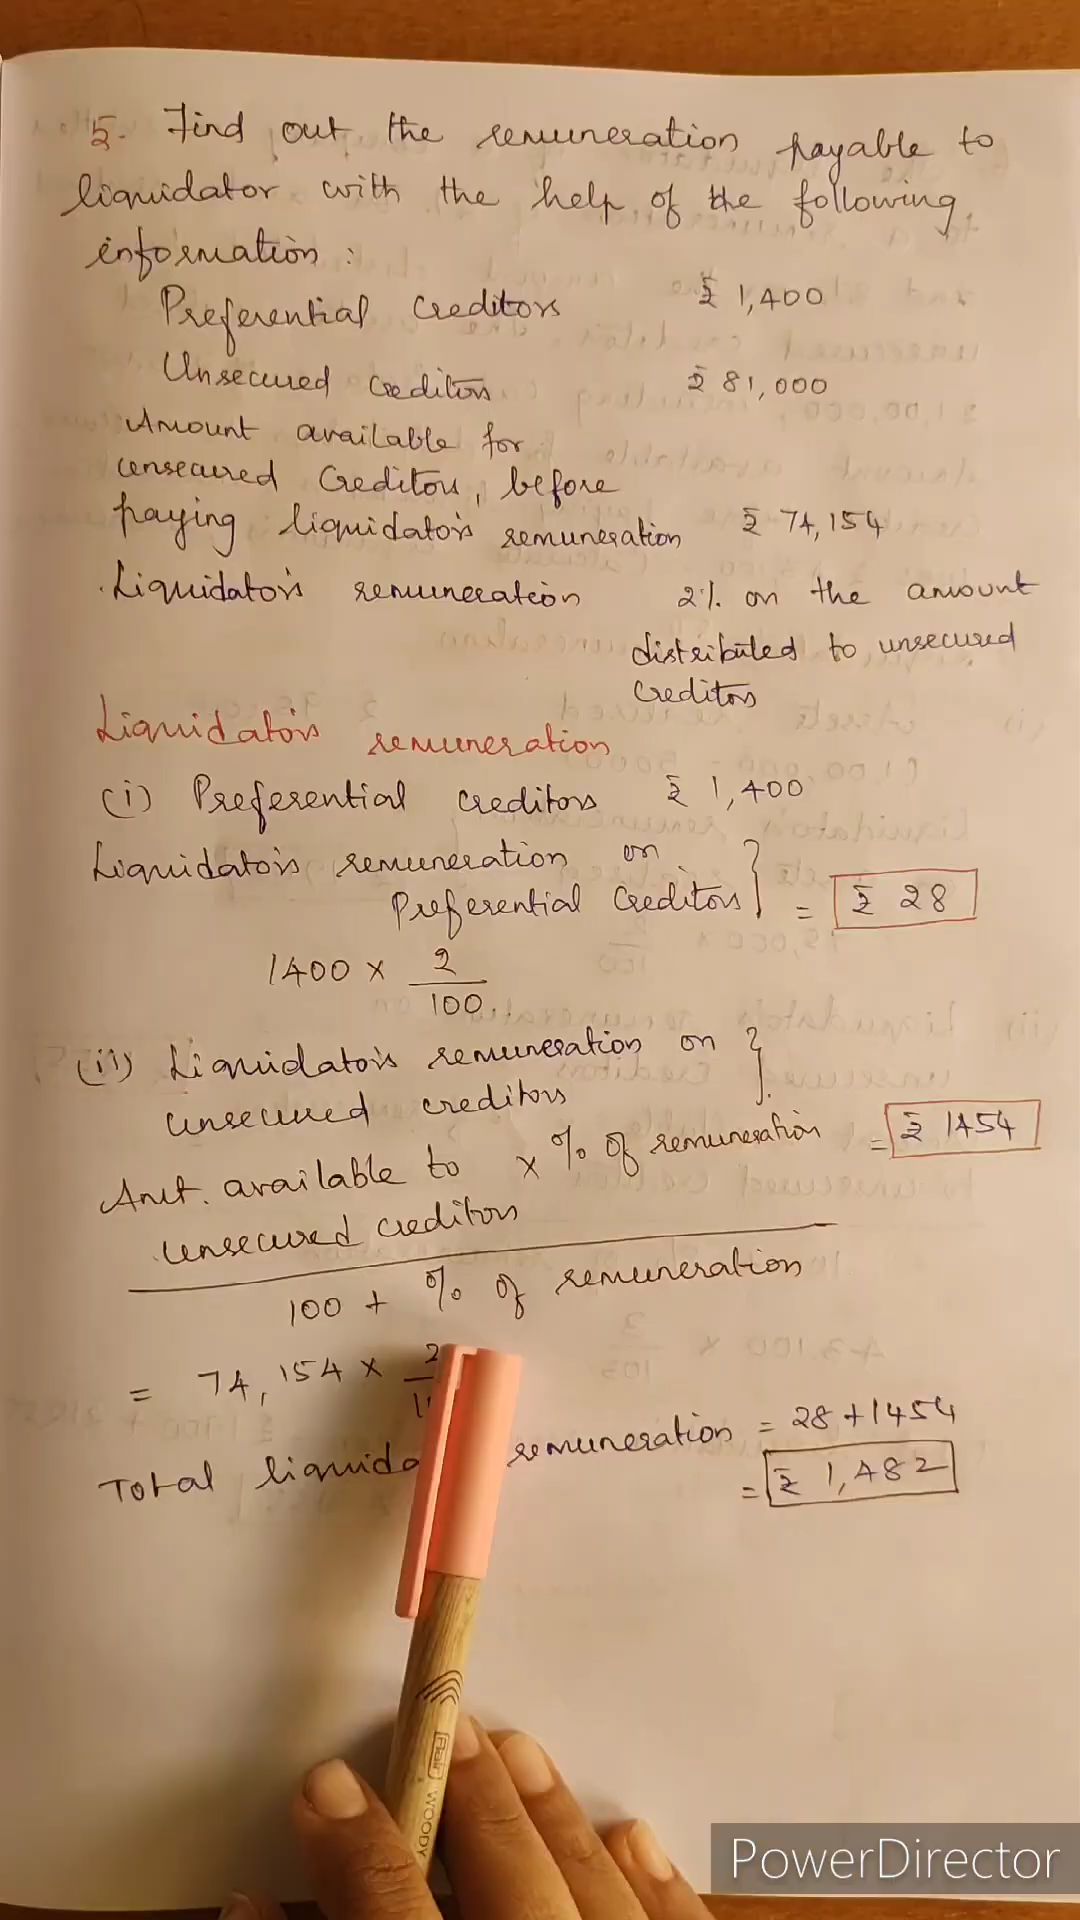 5. Find out the remuneration payable to
liquidator with the help of the following
information :
Preferential Creditors ₹ 1,400
Unsecured Creditors ₹ 81,000
Amount available for
unsecured Creditors, before
paying liquidator's remuneration ₹ 74,154
Liquidator's remuneration 2% on the amount
distributed to unsecured
Creditors
Liquidator's remuneration
(i) Preferential creditors ₹ 1,400
Liquidator's remuneration on
Preferential Creditors } = ₹ 28
1400 × 2
100
(ii) Liquidator's remuneration on }
unsecured creditors
Amt. available to × % of remuneration = ₹ 1454
unsecured creditors
100 + % of remuneration
= 74,154 × 2
Total remuneration = 28 + 1454
= ₹ 1,482
Flair WOODY
PowerDirector